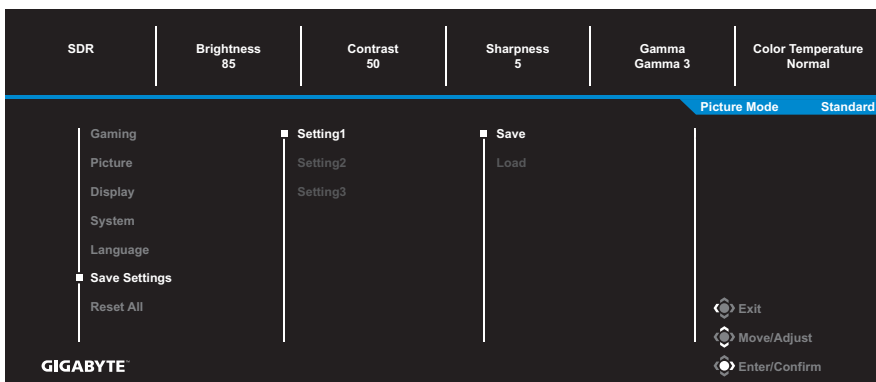 SDR
Brightness
85
Contrast
50
Sharpness
5
Gamma
Gamma 3
Color Temperature
Normal
Picture Mode Standard
Gaming
Picture
Display
System
Language
Save Settings
Reset All
Setting1
Setting2
Setting3
Save
Load
Exit
Move/Adjust
Enter/Confirm
GIGABYTE™